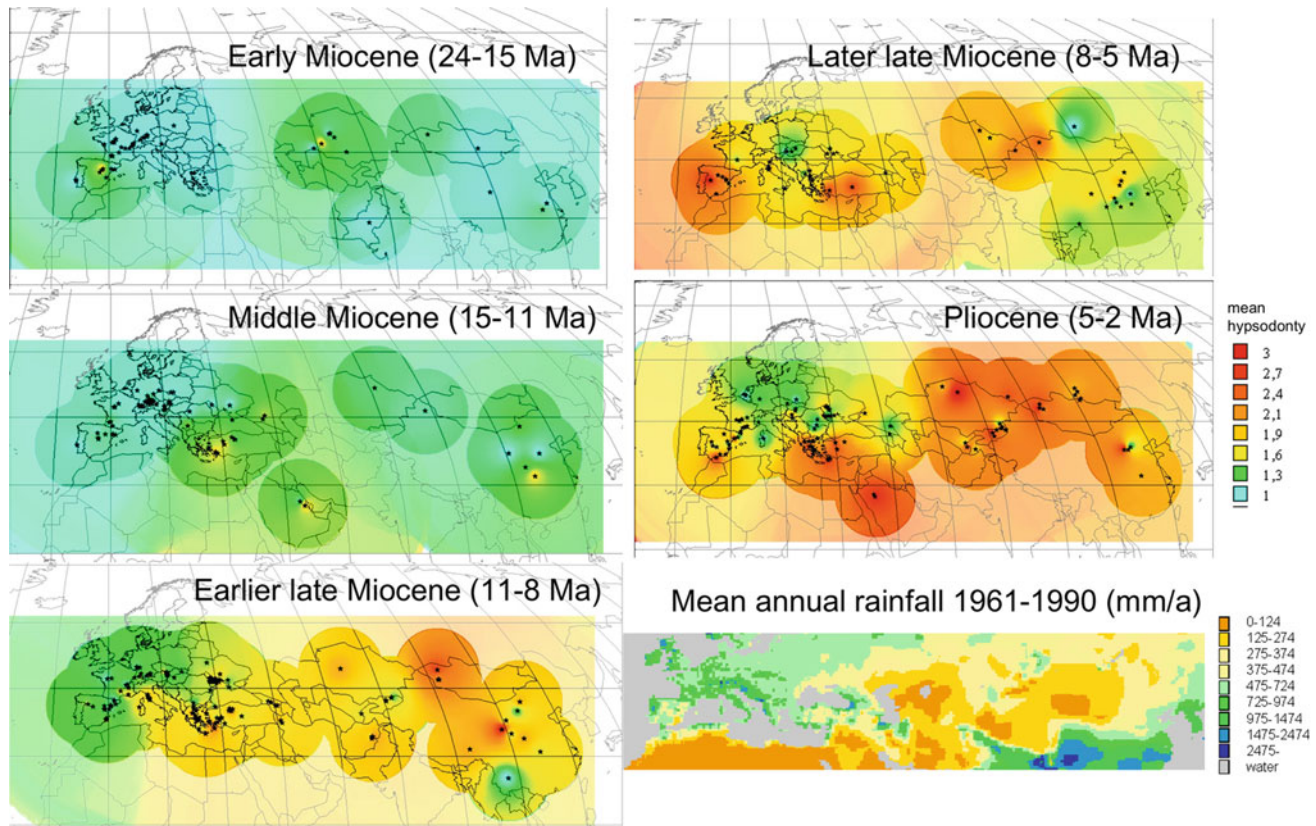 Early Miocene (24-15 Ma)
Later late Miocene (8-5 Ma)
Middle Miocene (15-11 Ma)
Pliocene (5-2 Ma)
mean
hypsodonty
3
2,7
2,4
2,1
1,9
1,6
1,3
1
Earlier late Miocene (11-8 Ma)
Mean annual rainfall 1961-1990 (mm/a)
0-124
125-274
275-374
375-474
475-724
725-974
975-1474
1475-2474
2475-
water